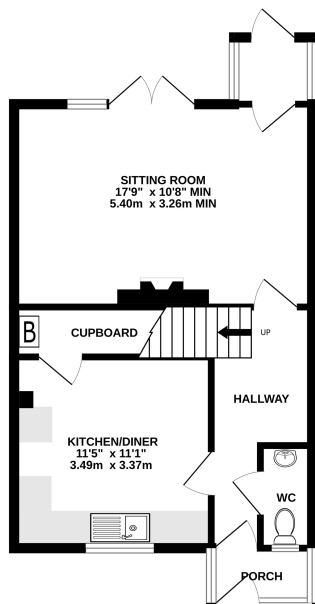 SITTING ROOM
17'9" x 10'8" MIN
5.40m x 3.26m MIN
B
CUPBOARD
UP
HALLWAY
KITCHEN/DINER
11'5" x 11'1"
3.49m x 3.37m
WC
PORCH